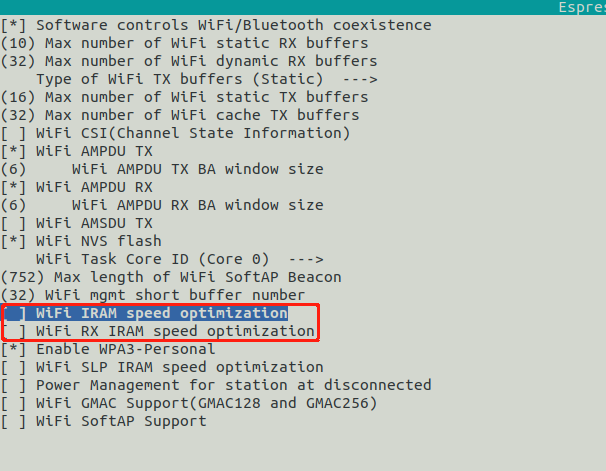 Espres
[*] Software controls WiFi/Bluetooth coexistence
(10) Max number of WiFi static RX buffers
(32) Max number of WiFi dynamic RX buffers
Type of WiFi TX buffers (Static)  --->
(16) Max number of WiFi static TX buffers
(32) Max number of WiFi cache TX buffers
[ ] WiFi CSI(Channel State Information)
[*] WiFi AMPDU TX
(6)     WiFi AMPDU TX BA window size
[*] WiFi AMPDU RX
(6)     WiFi AMPDU RX BA window size
[ ] WiFi AMSDU TX
[*] WiFi NVS flash
WiFi Task Core ID (Core 0)  --->
(752) Max length of WiFi SoftAP Beacon
(32) WiFi mgmt short buffer number
[ ] WiFi IRAM speed optimization
[ ] WiFi RX IRAM speed optimization
[*] Enable WPA3-Personal
[ ] WiFi SLP IRAM speed optimization
[ ] Power Management for station at disconnected
[ ] WiFi GMAC Support(GMAC128 and GMAC256)
[ ] WiFi SoftAP Support